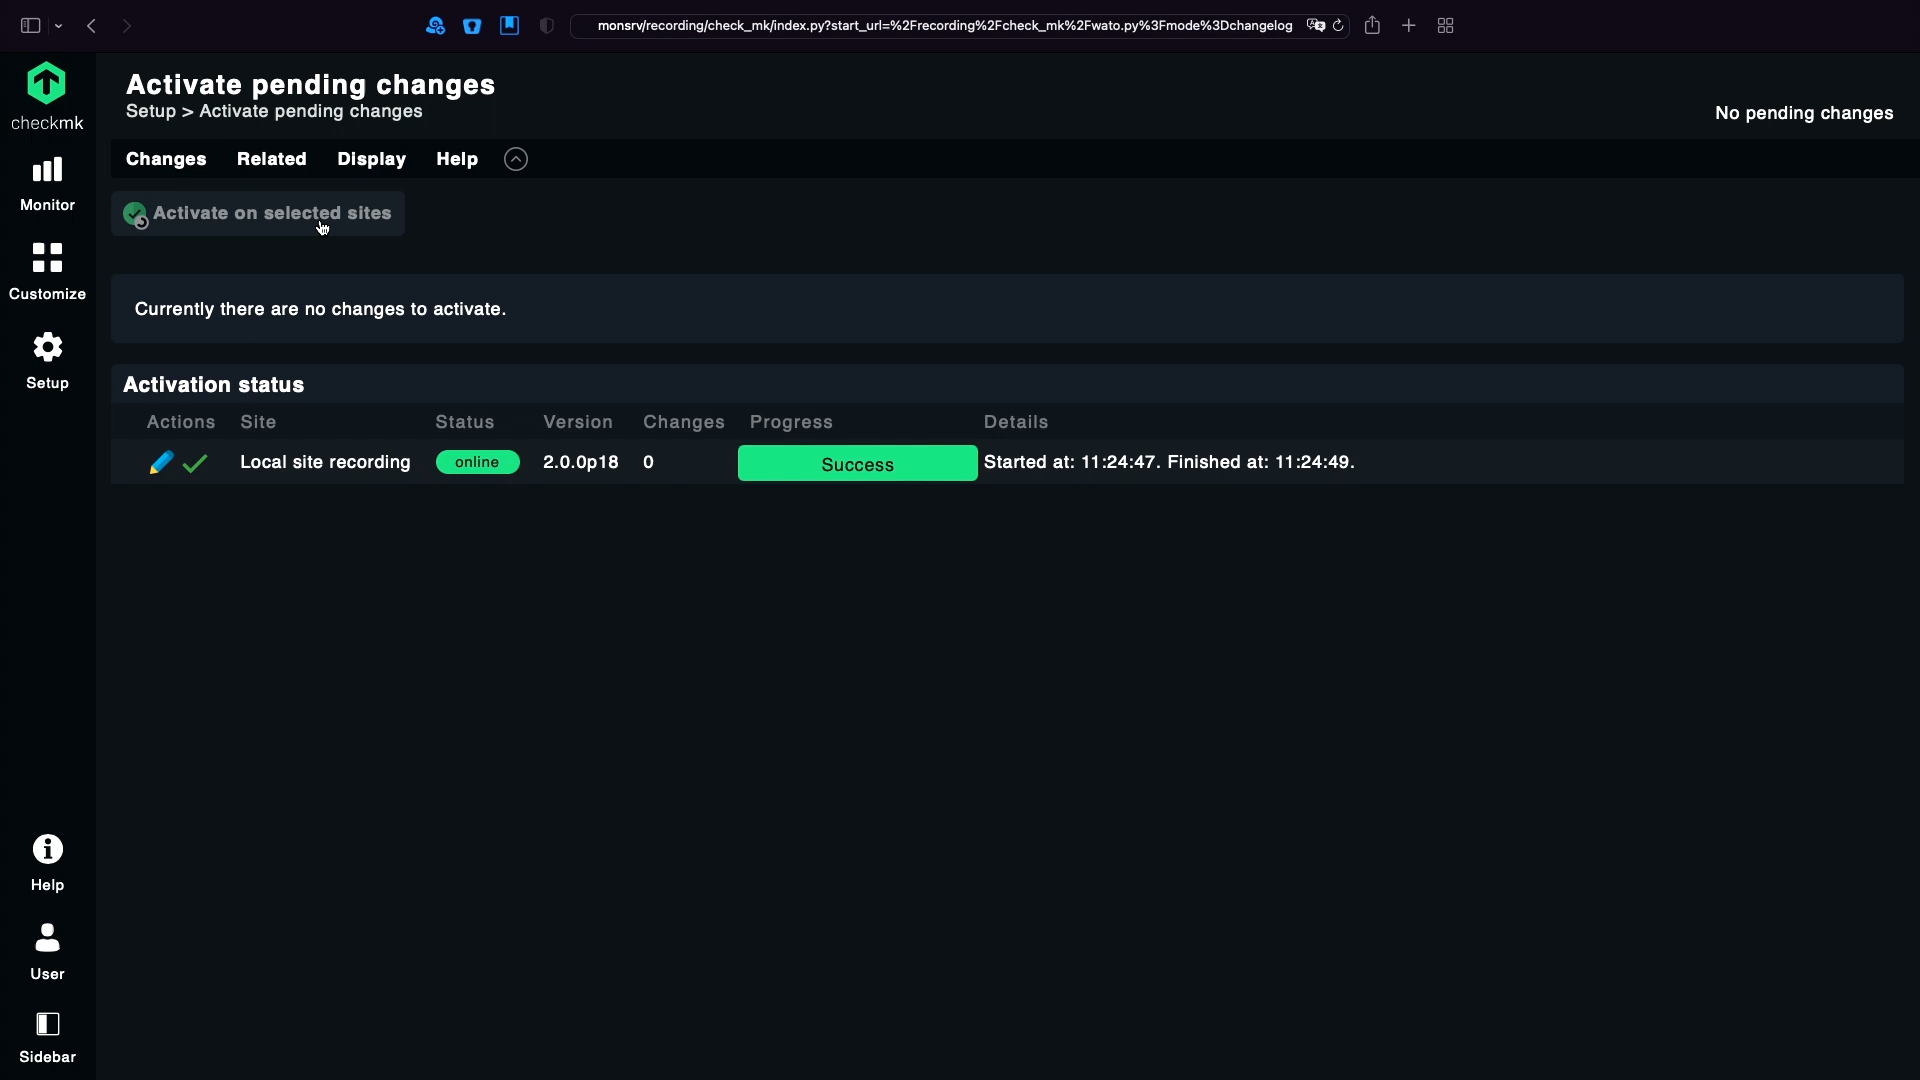 monsrv/recording/check_mk/index.py?start_url=%2Frecording%2Fcheck_mk%2Fwato.py%3Fmode%3Dchangelog
checkmk
Activate pending changes
Setup > Activate pending changes
No pending changes
Changes Related Display Help
Activate on selected sites
Monitor
Customize
Setup
Currently there are no changes to activate.
Activation status
Actions Site Status Version Changes Progress Details
Local site recording online 2.0.0p18 0 Success Started at: 11:24:47. Finished at: 11:24:49.
Help
User
Sidebar